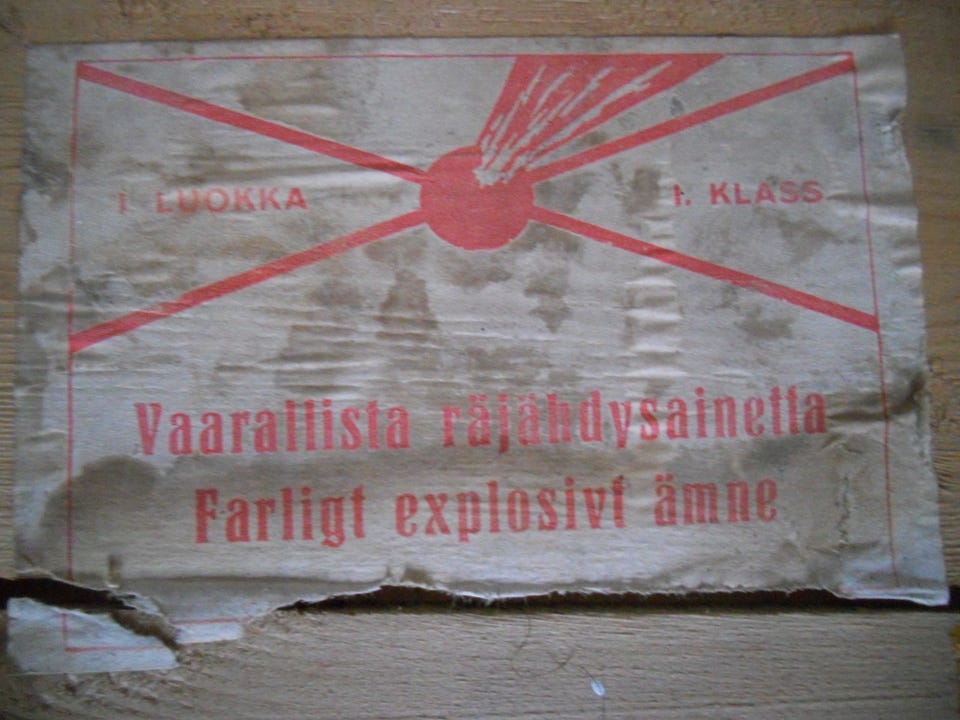 I LUOKKA
I. KLASS
Vaarallista räjähdysainetta
Farligt explosivt ämne